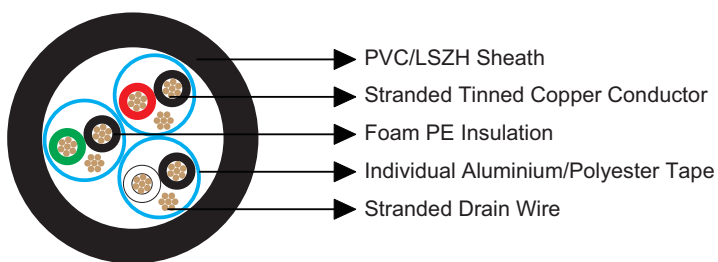 PVC/LSZH Sheath
Stranded Tinned Copper Conductor
Foam PE Insulation
Individual Aluminium/Polyester Tape
Stranded Drain Wire